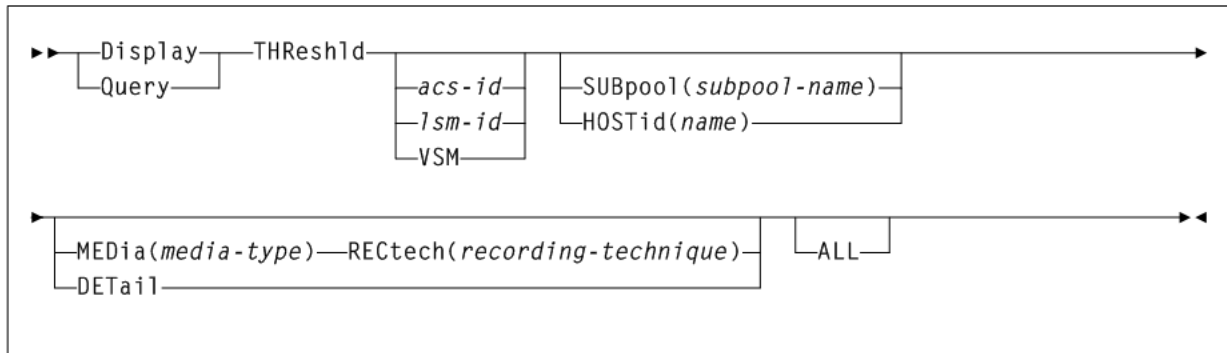 Display THReshld
Query acs-id SUBpool(subpool-name)
lsm-id HOSTid(name)
VSM
MEDia(media-type) RECtech(recording-technique) ALL
DETail